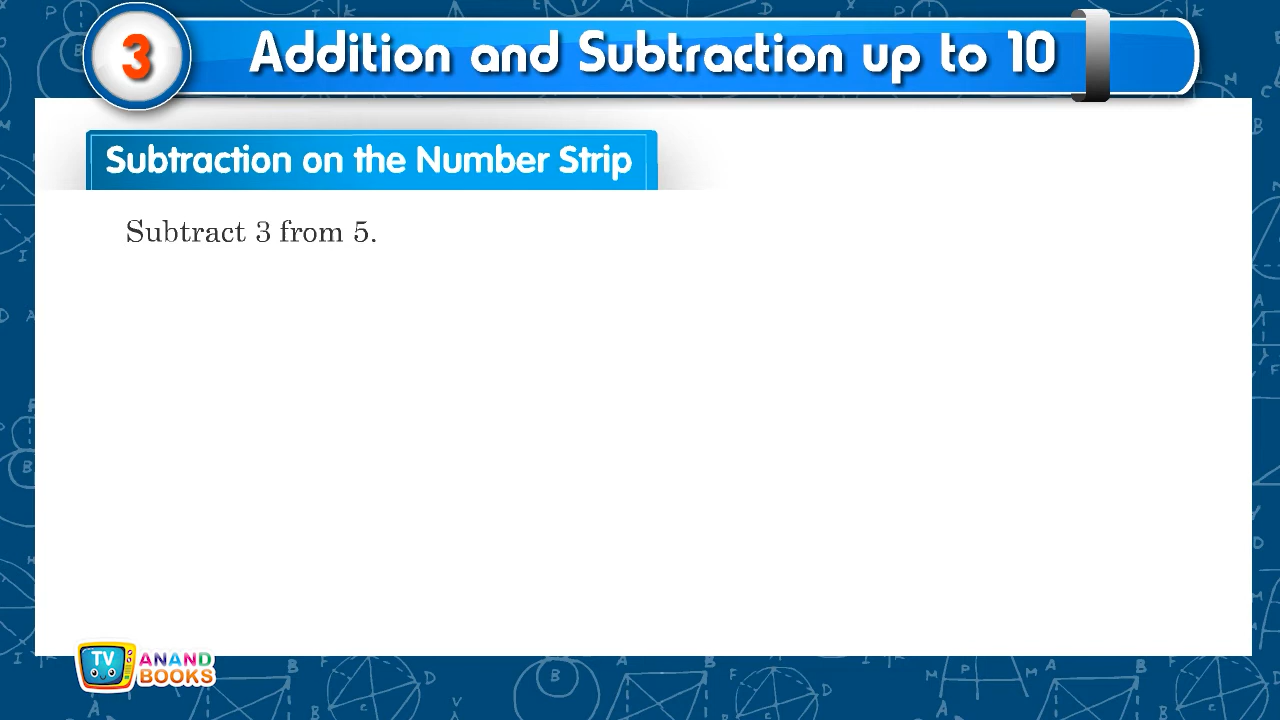 3 Addition and Subtraction up to 10
Subtraction on the Number Strip
Subtract 3 from 5.
TV ANAND
BOOKS